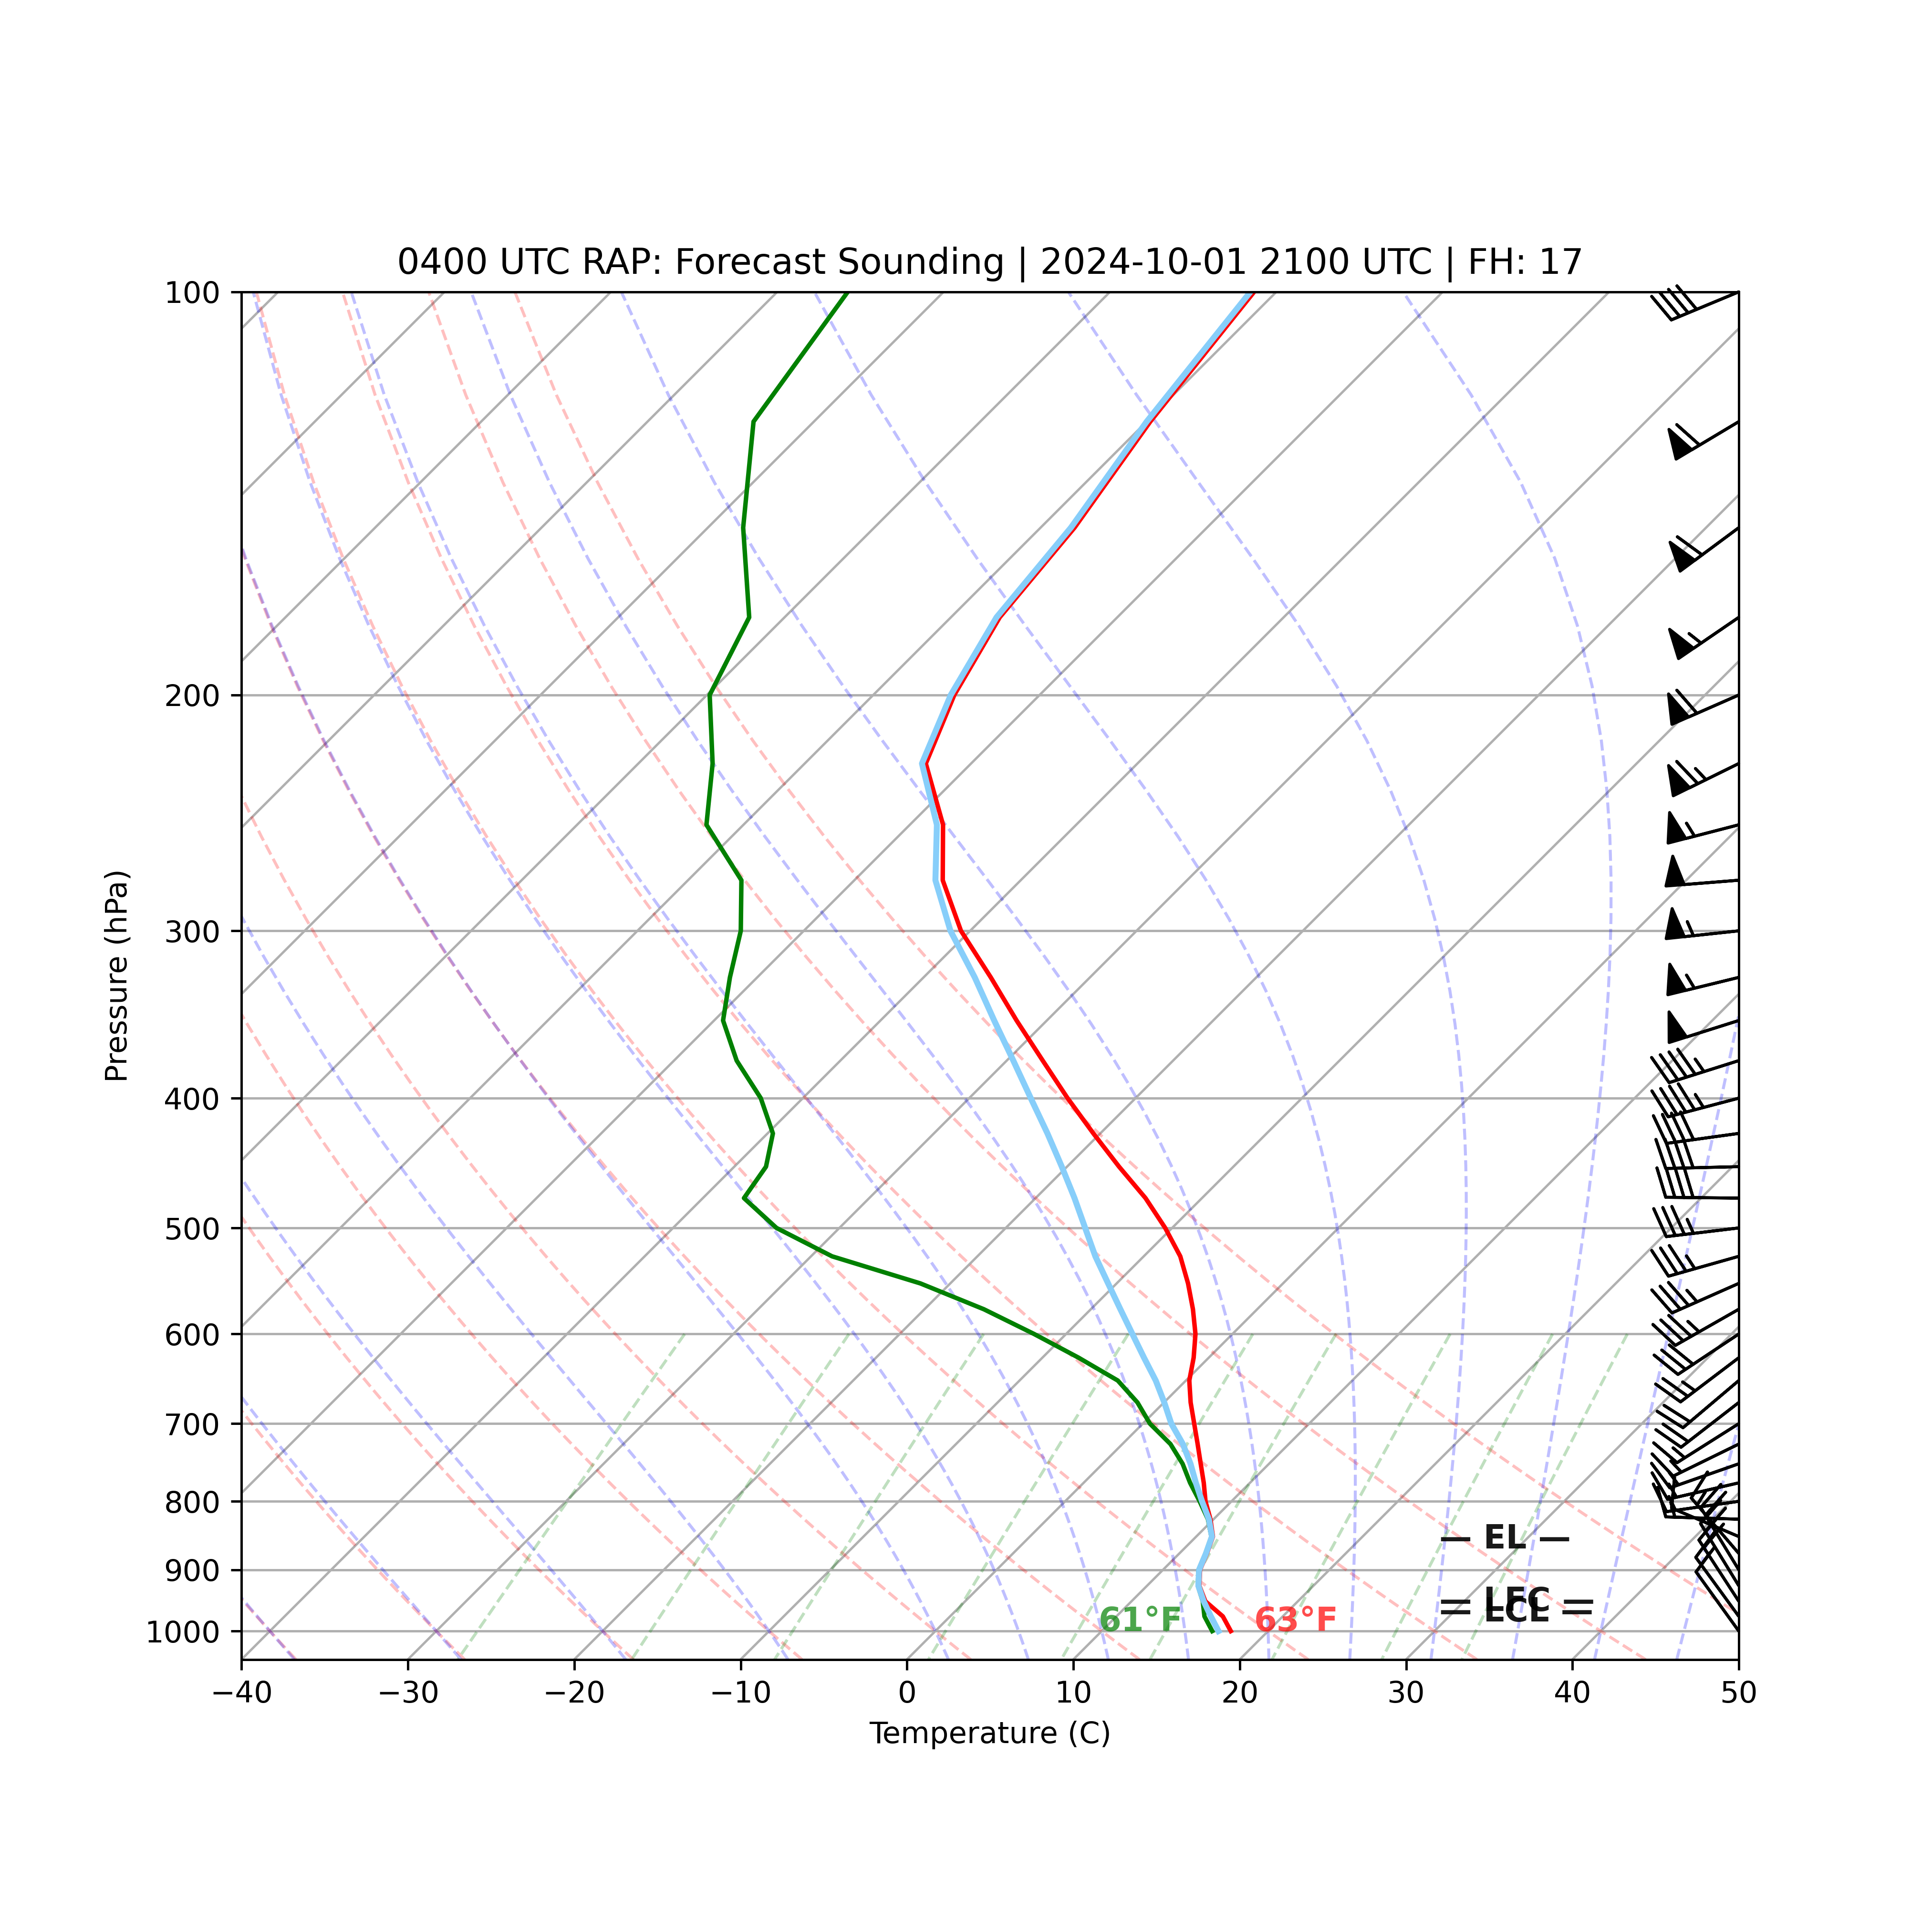 0400 UTC RAP: Forecast Sounding | 2024-10-01 2100 UTC | FH: 17
100
200
300
400
500
600
700
800
900
1000
Pressure (hPa)
— EL —
— LFC —
— LCL —
61°F
63°F
−40 −30 −20 −10 0 10 20 30 40 50
Temperature (C)